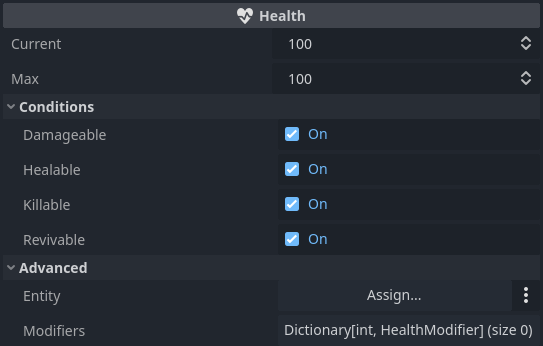 Health
Current 100
Max 100
Conditions
Damageable On
Healable On
Killable On
Revivable On
Advanced
Entity Assign...
Modifiers Dictionary[int, HealthModifier] (size 0)